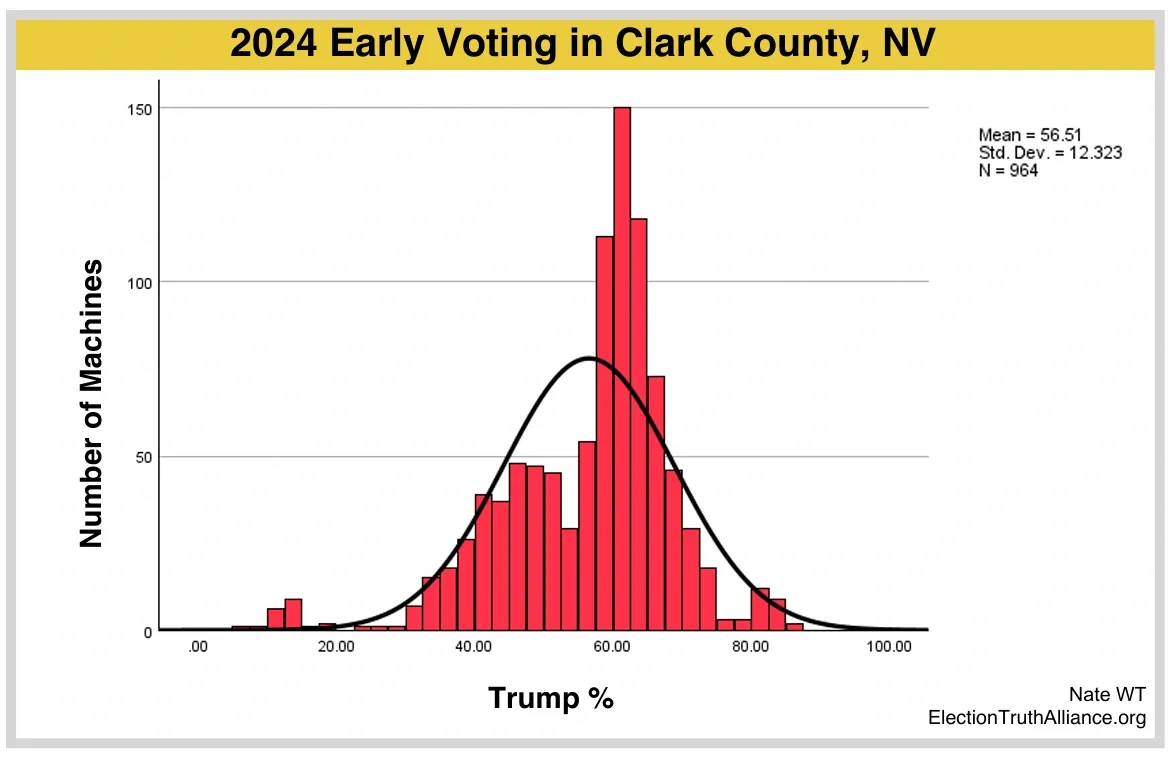 2024 Early Voting in Clark County, NV
150
100
50
0
Number of Machines
Mean = 56.51
Std. Dev. = 12.323
N = 964
.00 20.00 40.00 60.00 80.00 100.00
Trump %
Nate WT
ElectionTruthAlliance.org